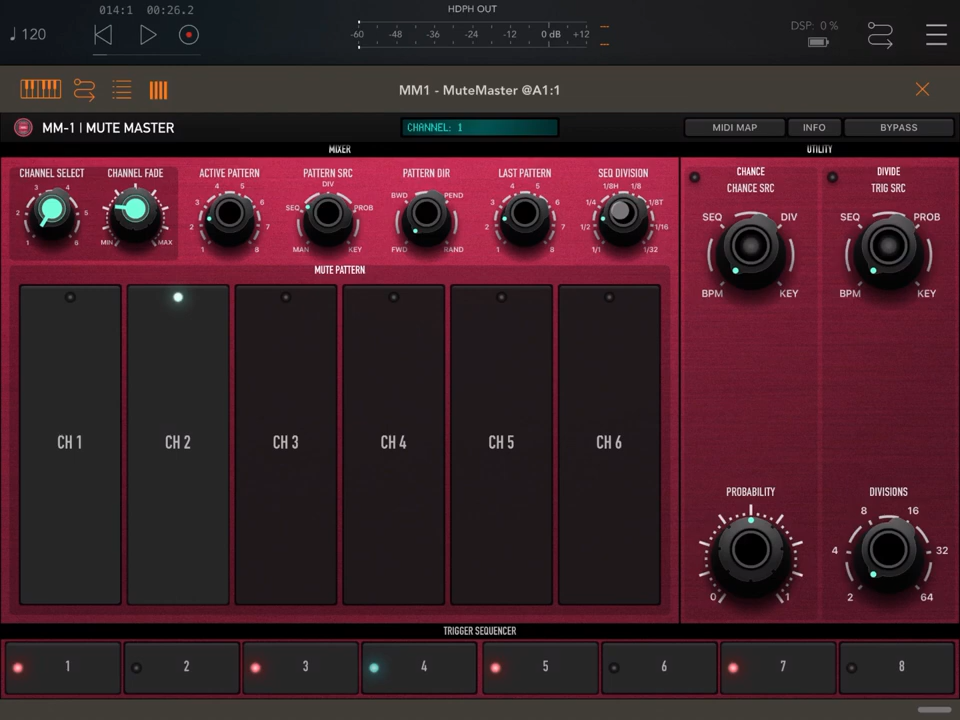 014:1 00:26.2
HDPH OUT
♩ 120
-60 -48 -36 -24 -12 0 dB +12
DSP: 0 %
MM1 - MuteMaster @A1:1
MM-1 | MUTE MASTER
CHANNEL: 1
MIDI MAP
INFO
BYPASS
MIXER
UTILITY
CHANNEL SELECT
1 2 3 4 5 6
CHANNEL FADE
MIN MAX
ACTIVE PATTERN
1 2 3 4 5 6 7 8
PATTERN SRC
MAN SEQ DIV PROB KEY
PATTERN DIR
FWD BWD PEND RAND
LAST PATTERN
1 2 3 4 5 6 7 8
SEQ DIVISION
1/1 1/2 1/4 1/8H 1/8 1/8T 1/16 1/32
CHANCE
CHANCE SRC
BPM SEQ DIV KEY
DIVIDE
TRIG SRC
BPM SEQ PROB KEY
MUTE PATTERN
CH 1
CH 2
CH 3
CH 4
CH 5
CH 6
PROBABILITY
0 1
DIVISIONS
2 4 8 16 32 64
TRIGGER SEQUENCER
1 2 3 4 5 6 7 8